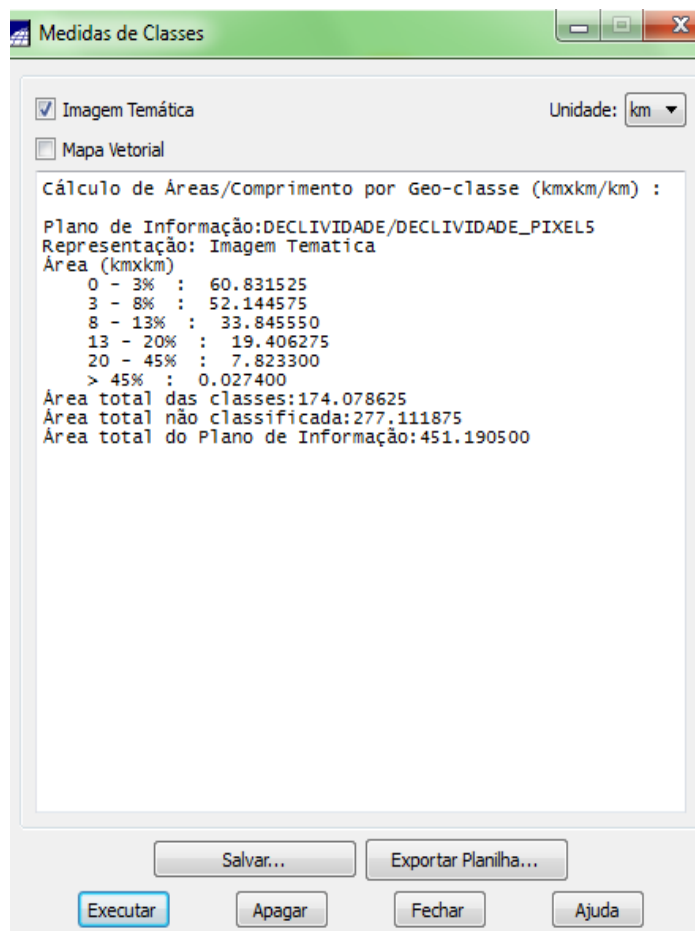 Medidas de Classes
Imagem Temática Unidade: km
Mapa Vetorial
Cálculo de Áreas/Comprimento por Geo-classe (kmxkm/km) :
Plano de Informação:DECLIVIDADE/DECLIVIDADE_PIXEL5
Representação: Imagem Tematica
Área (kmxkm)
0 - 3% : 60.831525
3 - 8% : 52.144575
8 - 13% : 33.845550
13 - 20% : 19.406275
20 - 45% : 7.823300
> 45% : 0.027400
Área total das classes:174.078625
Área total não classificada:277.111875
Área total do Plano de Informação:451.190500
Salvar... Exportar Planilha...
Executar Apagar Fechar Ajuda